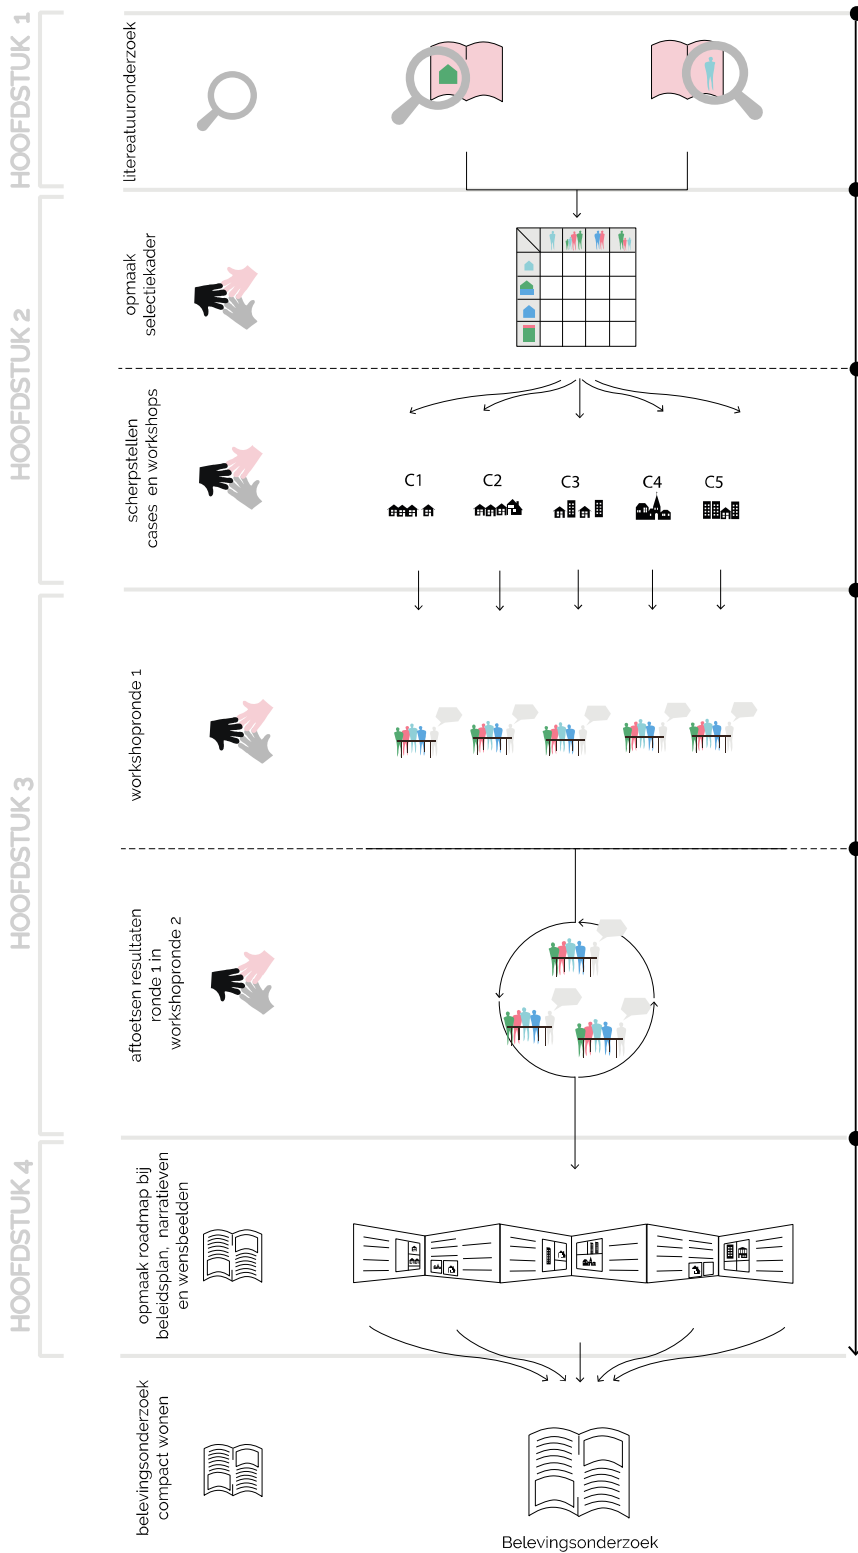 HOOFDSTUK 1
litereatuuronderzoek
HOOFDSTUK 2
opmaak
selectiekader
scherpstellen
cases en workshops
C1 C2 C3 C4 C5
HOOFDSTUK 3
workshopronde 1
aftoetsen resultaten
ronde 1 in
workshopronde 2
HOOFDSTUK 4
opmaak roadmap bij
beleidsplan, narratieven
en wensbeelden
belevingsonderzoek
compact wonen
Belevingsonderzoek